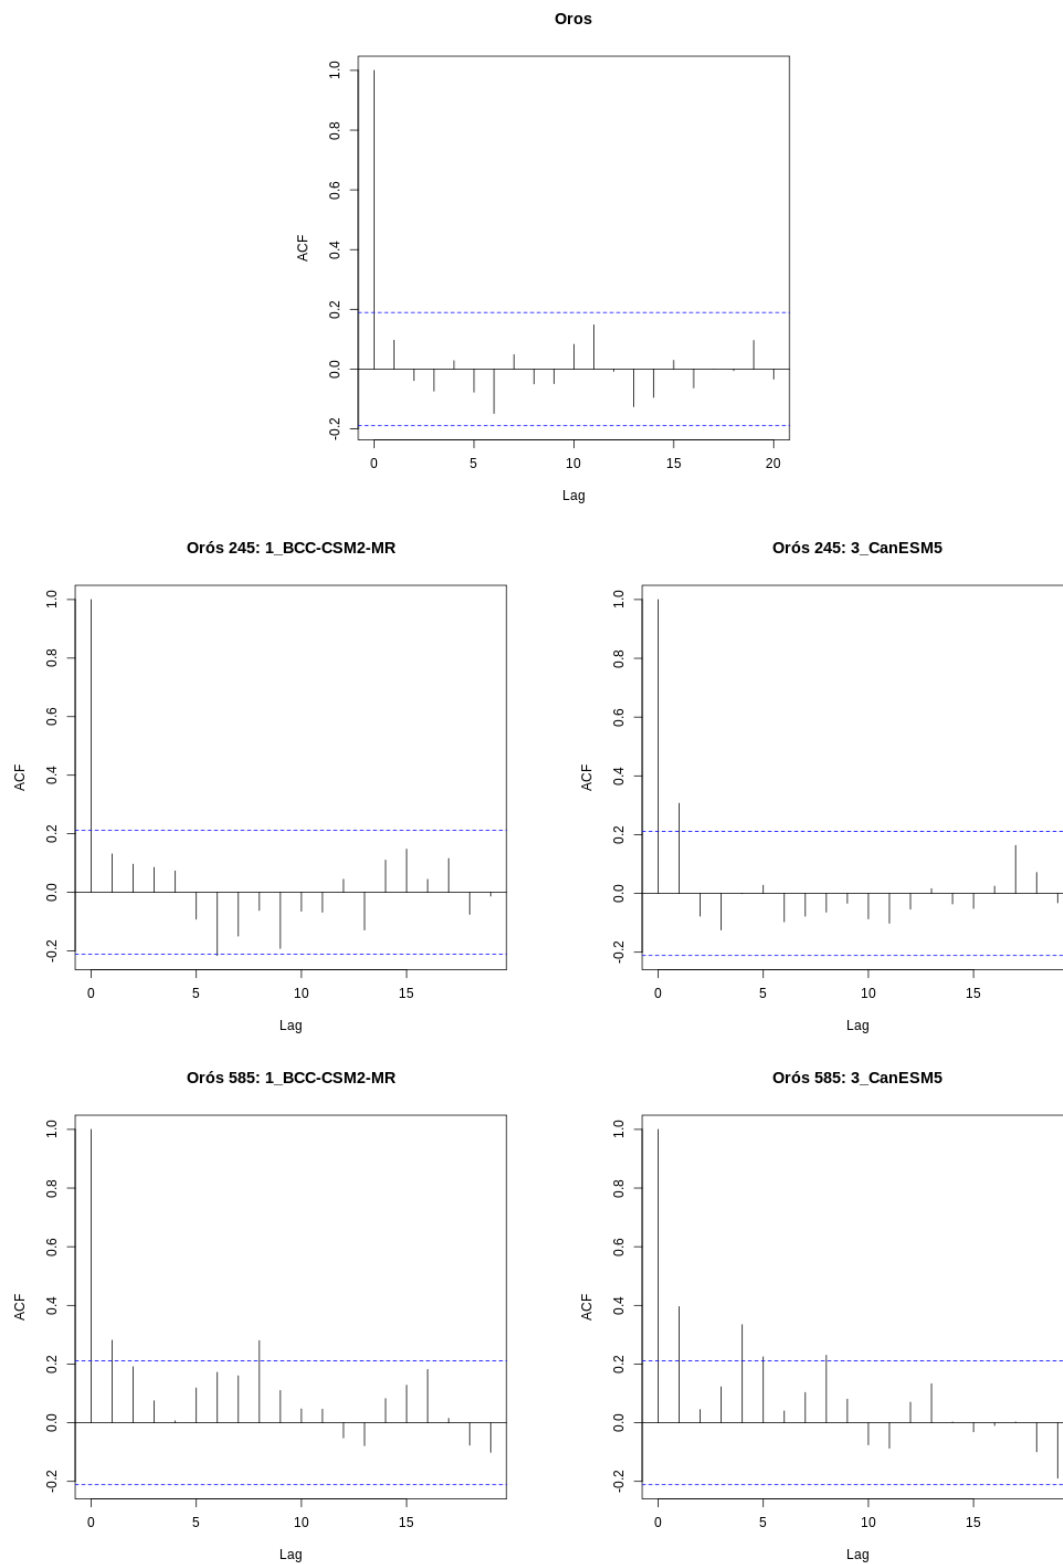 Oros
1.0
0.8
0.6
ACF
0.4
0.2
0.0
-0.2
0 5 10 15 20
Lag
Orós 245: 1_BCC-CSM2-MR
1.0
0.8
0.6
ACF
0.4
0.2
0.0
-0.2
0 5 10 15
Lag
Orós 245: 3_CanESM5
1.0
0.8
0.6
ACF
0.4
0.2
0.0
-0.2
0 5 10 15
Lag
Orós 585: 1_BCC-CSM2-MR
1.0
0.8
0.6
ACF
0.4
0.2
0.0
-0.2
0 5 10 15
Lag
Orós 585: 3_CanESM5
1.0
0.8
0.6
ACF
0.4
0.2
0.0
-0.2
0 5 10 15
Lag